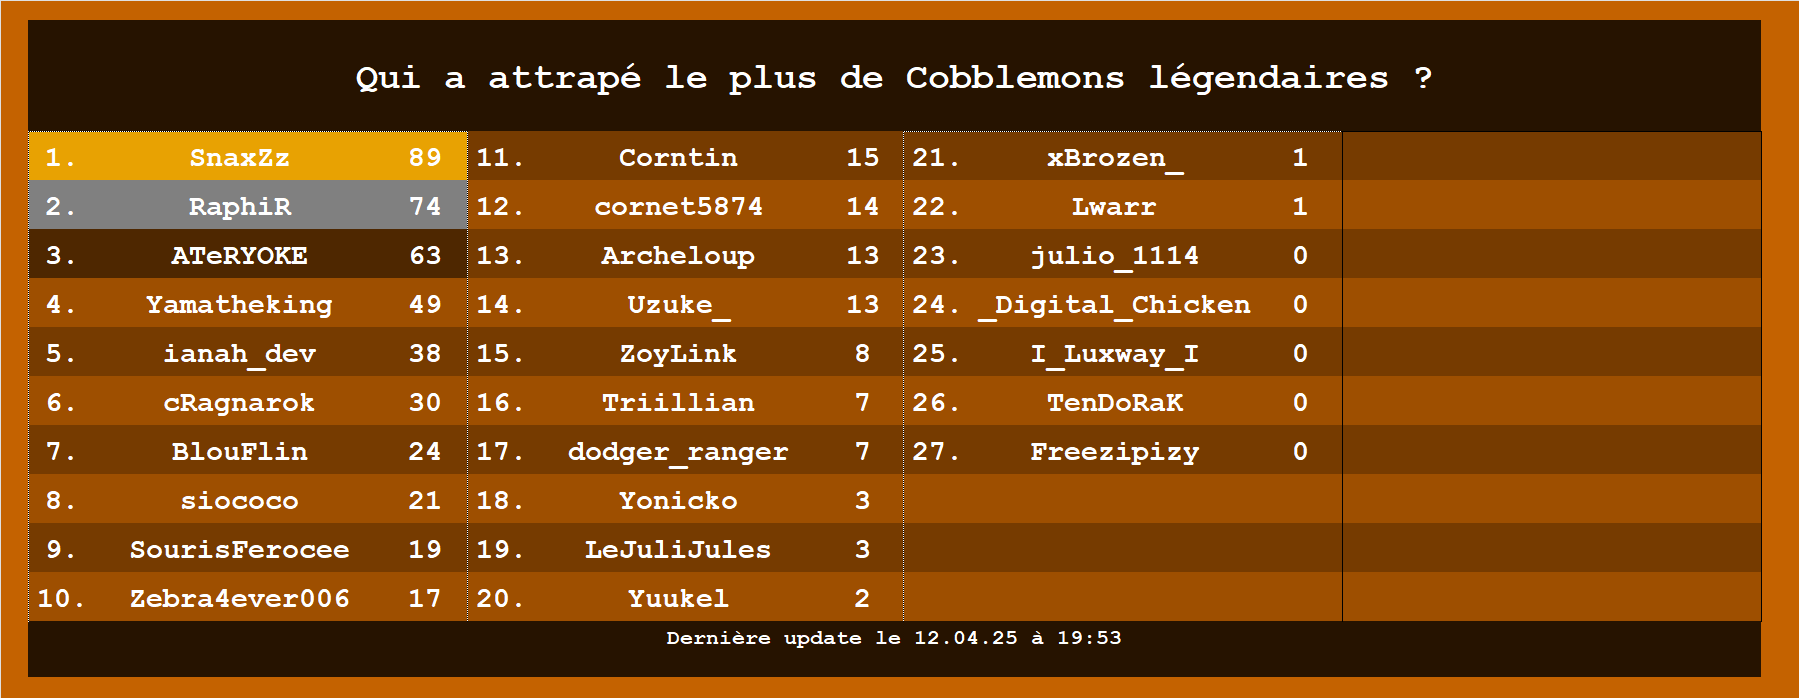 Qui a attrapé le plus de Cobblemons légendaires ?
1. SnaxZz 89
2. RaphiR 74
3. ATeRYOKE 63
4. Yamatheking 49
5. ianah_dev 38
6. cRagnarok 30
7. BlouFlin 24
8. siococo 21
9. SourisFerocee 19
10. Zebra4ever006 17
11. Corntin 15
12. cornet5874 14
13. Archeloup 13
14. Uzuke_ 13
15. ZoyLink 8
16. Triillian 7
17. dodger_ranger 7
18. Yonicko 3
19. LeJuliJules 3
20. Yuukel 2
21. xBrozen_ 1
22. Lwarr 1
23. julio_1114 0
24. _Digital_Chicken 0
25. I_Luxway_I 0
26. TenDoRaK 0
27. Freezipizy 0
Dernière update le 12.04.25 à 19:53